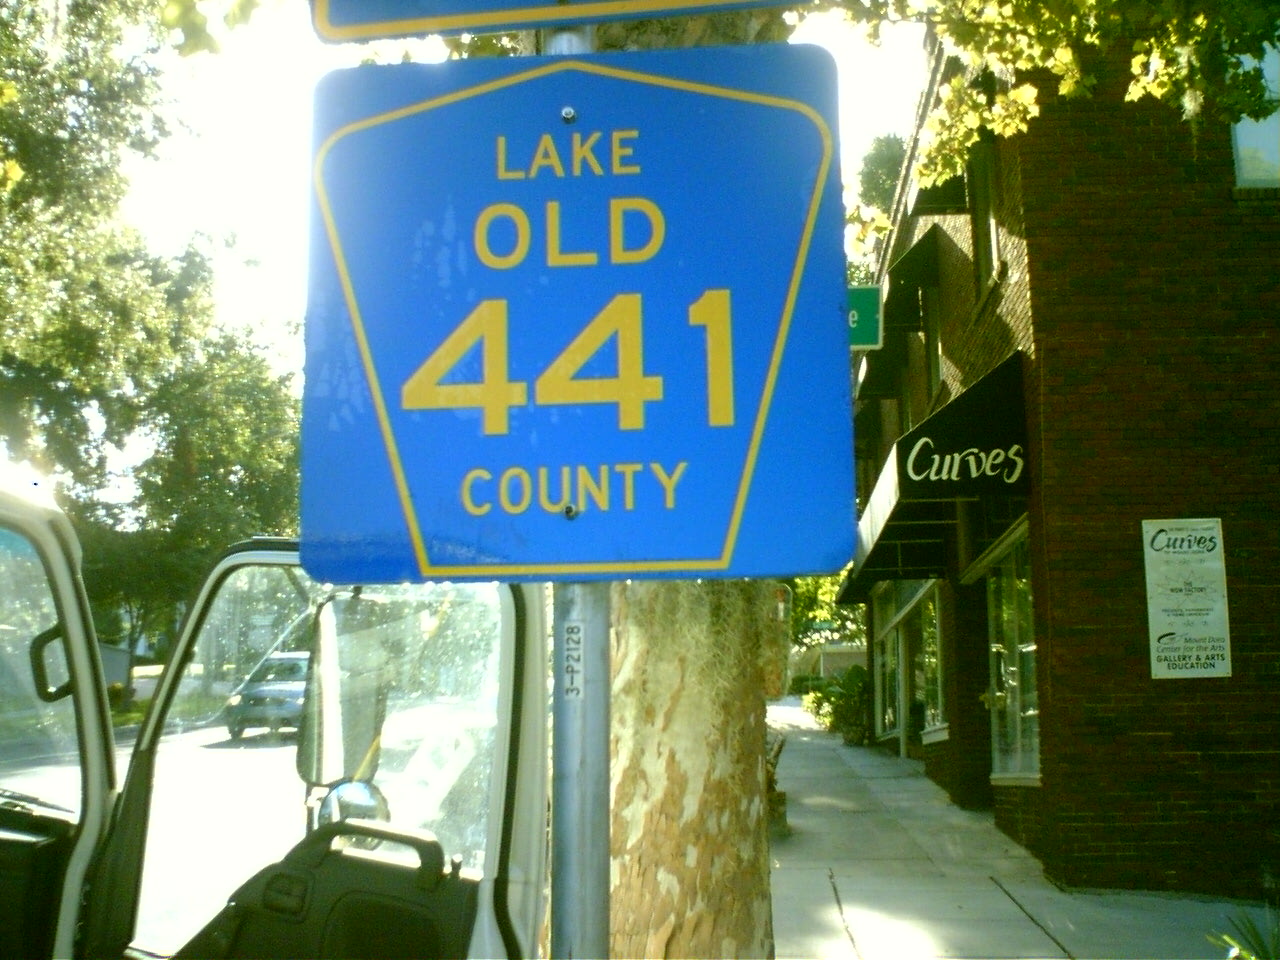 LAKE
OLD
441
COUNTY
3-P2128
e
Curves
Curves
Mount Dora
Center for the Arts
GALLERY & ARTS
EDUCATION